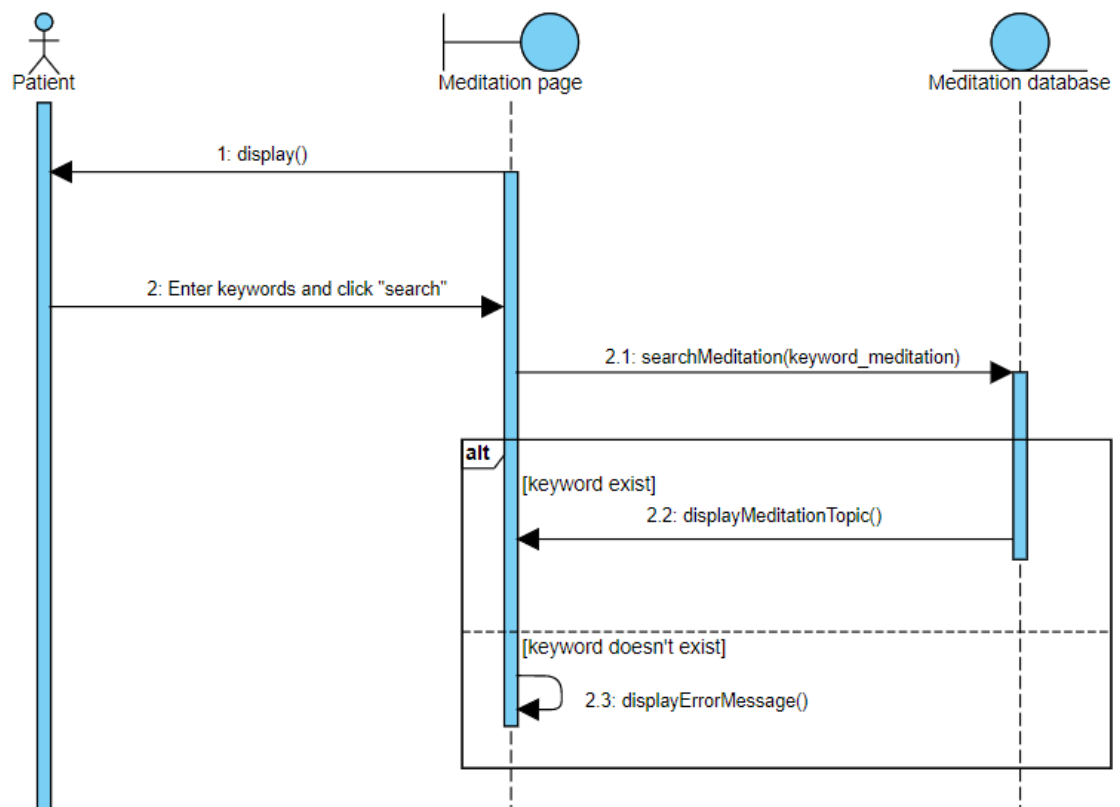 Patient
Meditation page
Meditation database
1: display()
2: Enter keywords and click "search"
2.1: searchMeditation(keyword_meditation)
alt
[keyword exist]
2.2: displayMeditationTopic()
[keyword doesn't exist]
2.3: displayErrorMessage()